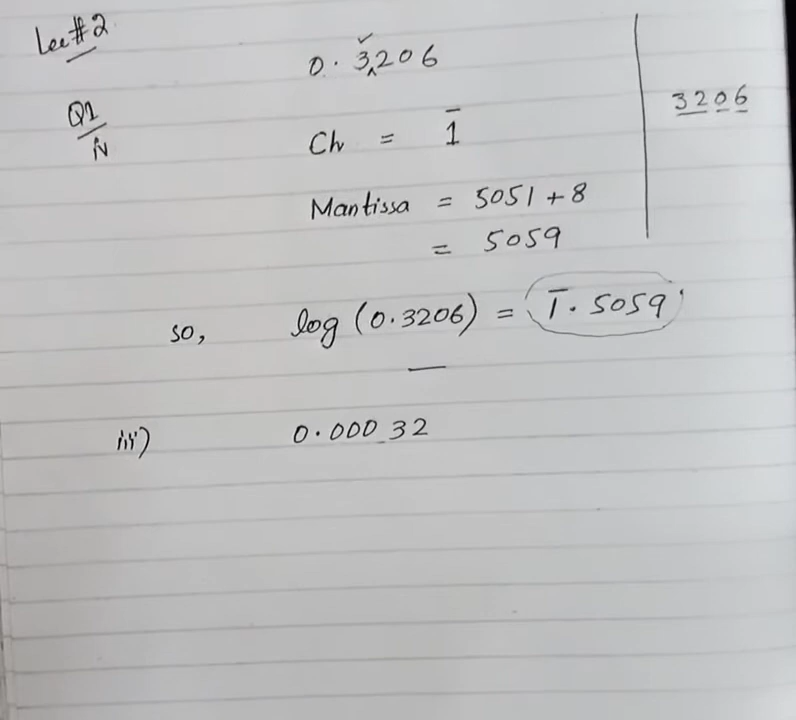 Lec#2
0.3206
3206
Q1
iv
Ch = 1̄
Mantissa = 5051+8
= 5059
so, log (0.3206) = 1̄.5059
iii) 0.00032